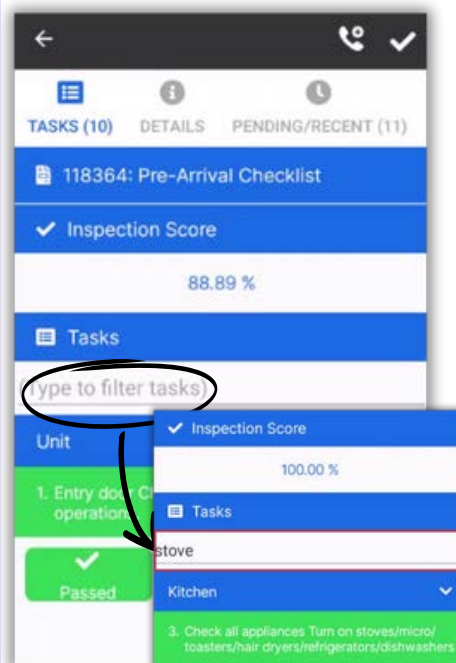 TASKS (10)
DETAILS
PENDING/RECENT (11)
118364: Pre-Arrival Checklist
Inspection Score
88.89 %
Tasks
(Type to filter tasks)
Unit
1. Entry door
operation
Passed
Inspection Score
100.00 %
Tasks
stove
Kitchen
3. Check all appliances Turn on stoves/micro/
toasters/hair dryers/refrigerators/dishwashers